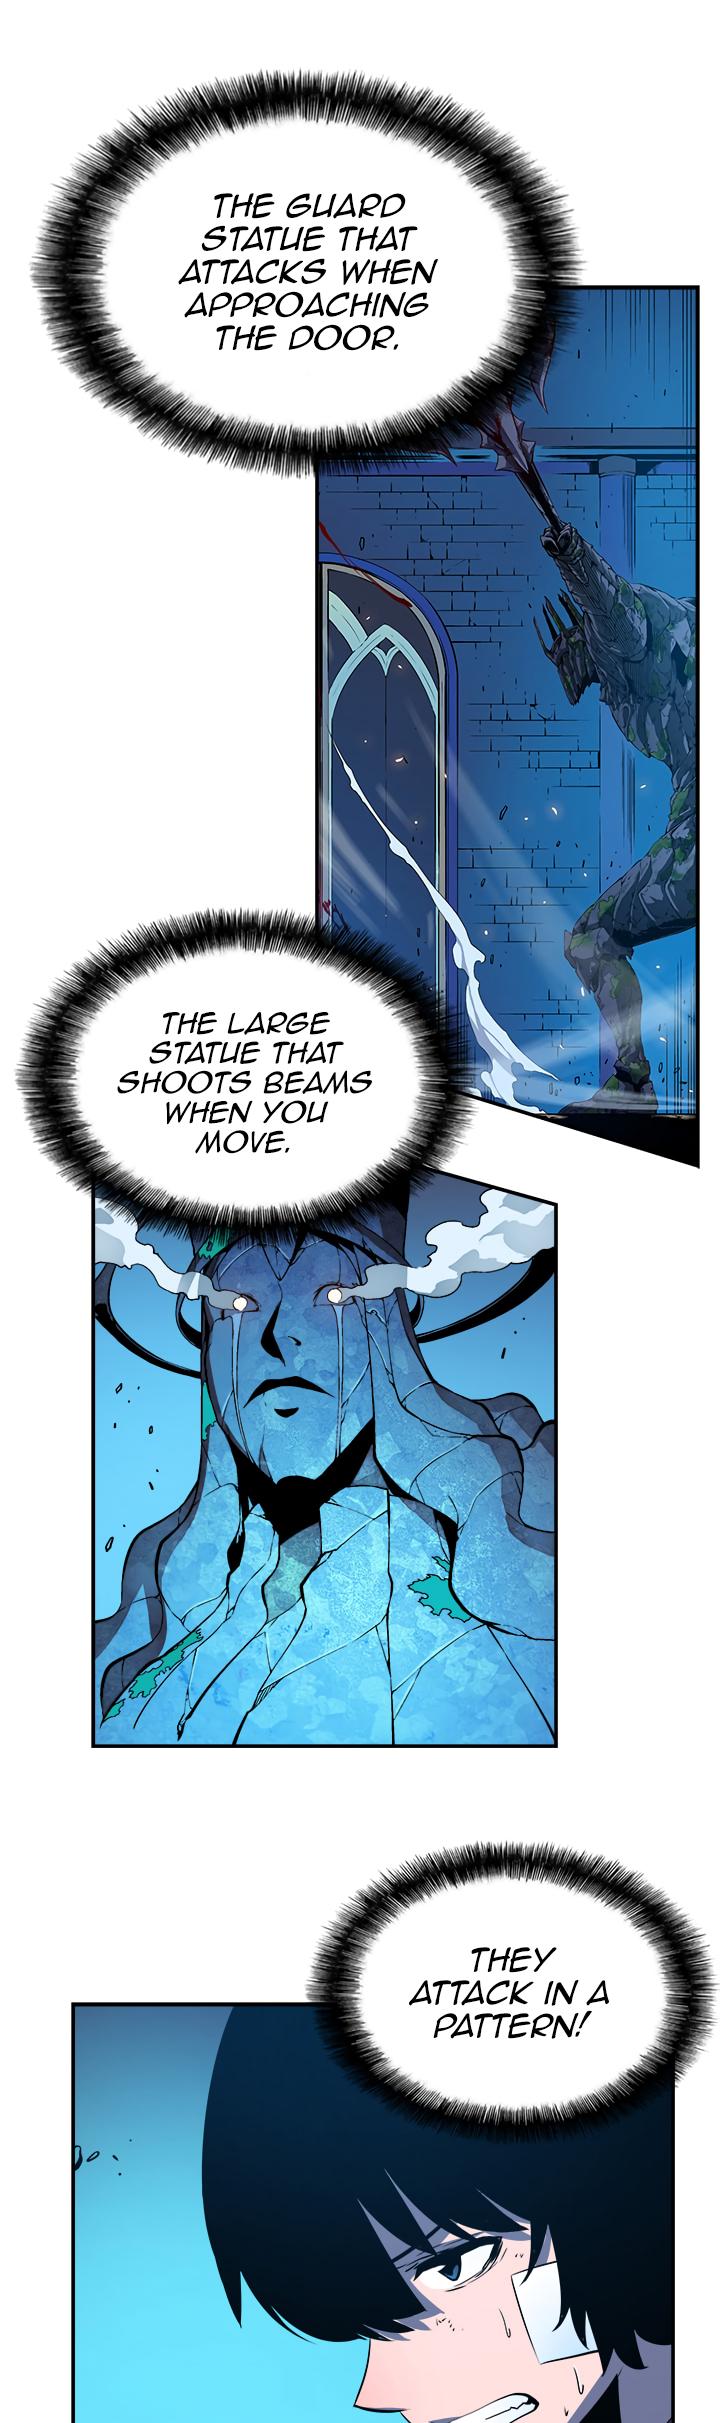 THE GUARD
STATUE THAT
ATTACKS WHEN
APPROACHING
THE DOOR.
THE LARGE
STATUE THAT
SHOOTS BEAMS
WHEN YOU
MOVE.
THEY
ATTACK IN A
PATTERN!